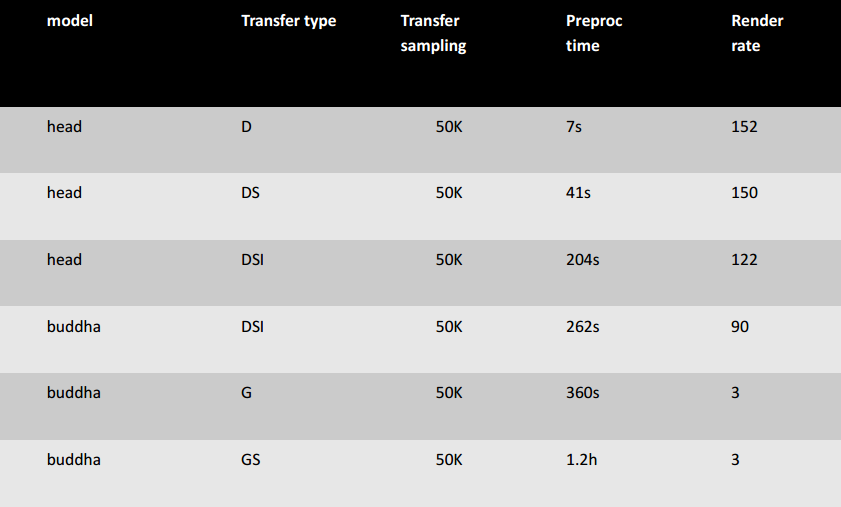 model Transfer type Transfer Preproc Render
sampling time rate
head D 50K 7s 152
head DS 50K 41s 150
head DSI 50K 204s 122
buddha DSI 50K 262s 90
buddha G 50K 360s 3
buddha GS 50K 1.2h 3